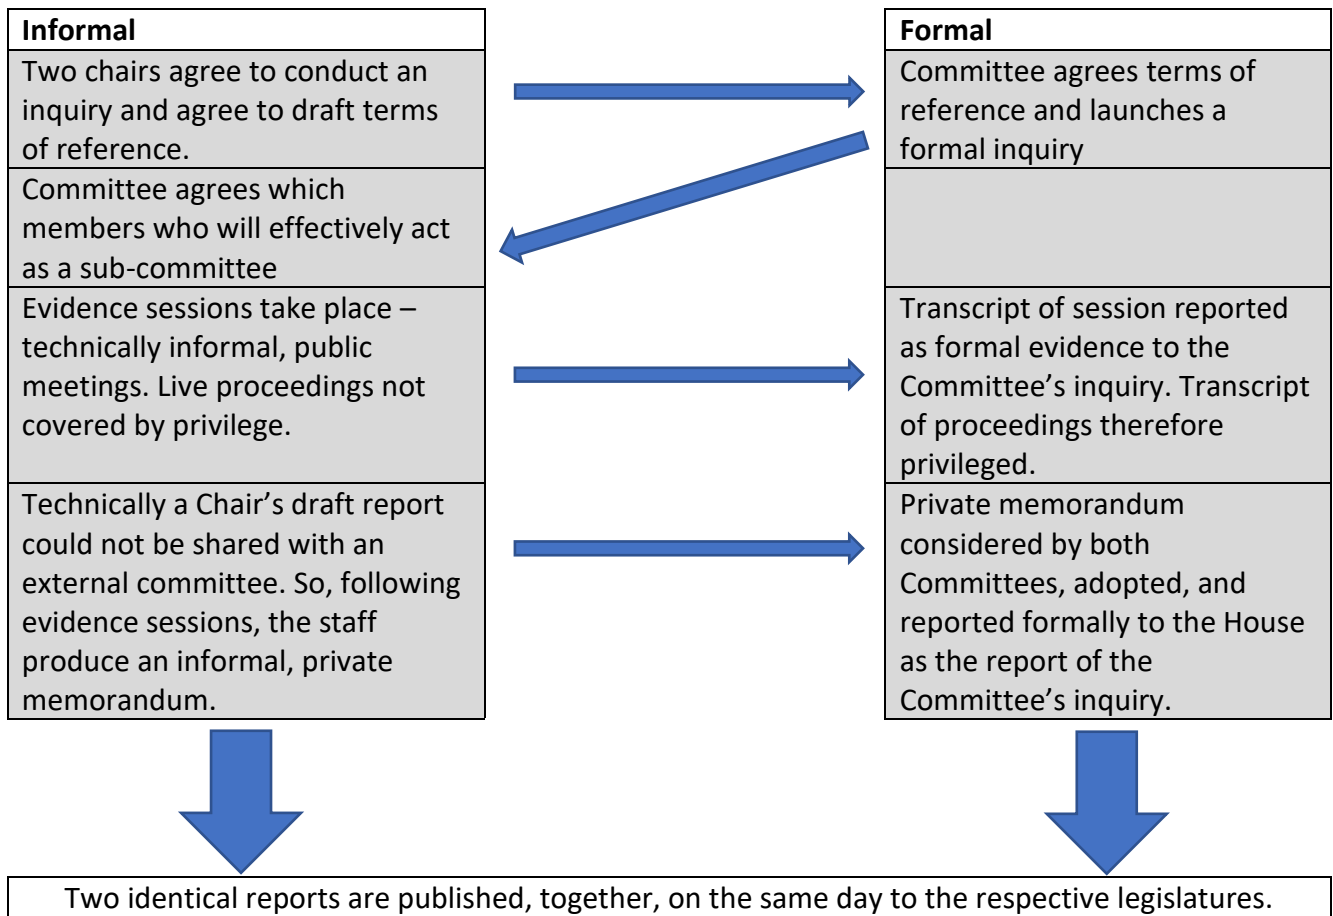 Informal
Two chairs agree to conduct an
inquiry and agree to draft terms
of reference.
Formal
Committee agrees terms of
reference and launches a
formal inquiry
Committee agrees which
members who will effectively act
as a sub-committee
Evidence sessions take place –
technically informal, public
meetings. Live proceedings not
covered by privilege.
Transcript of session reported
as formal evidence to the
Committee’s inquiry. Transcript
of proceedings therefore
privileged.
Technically a Chair’s draft report
could not be shared with an
external committee. So, following
evidence sessions, the staff
produce an informal, private
memorandum.
Private memorandum
considered by both
Committees, adopted, and
reported formally to the House
as the report of the
Committee’s inquiry.
Two identical reports are published, together, on the same day to the respective legislatures.